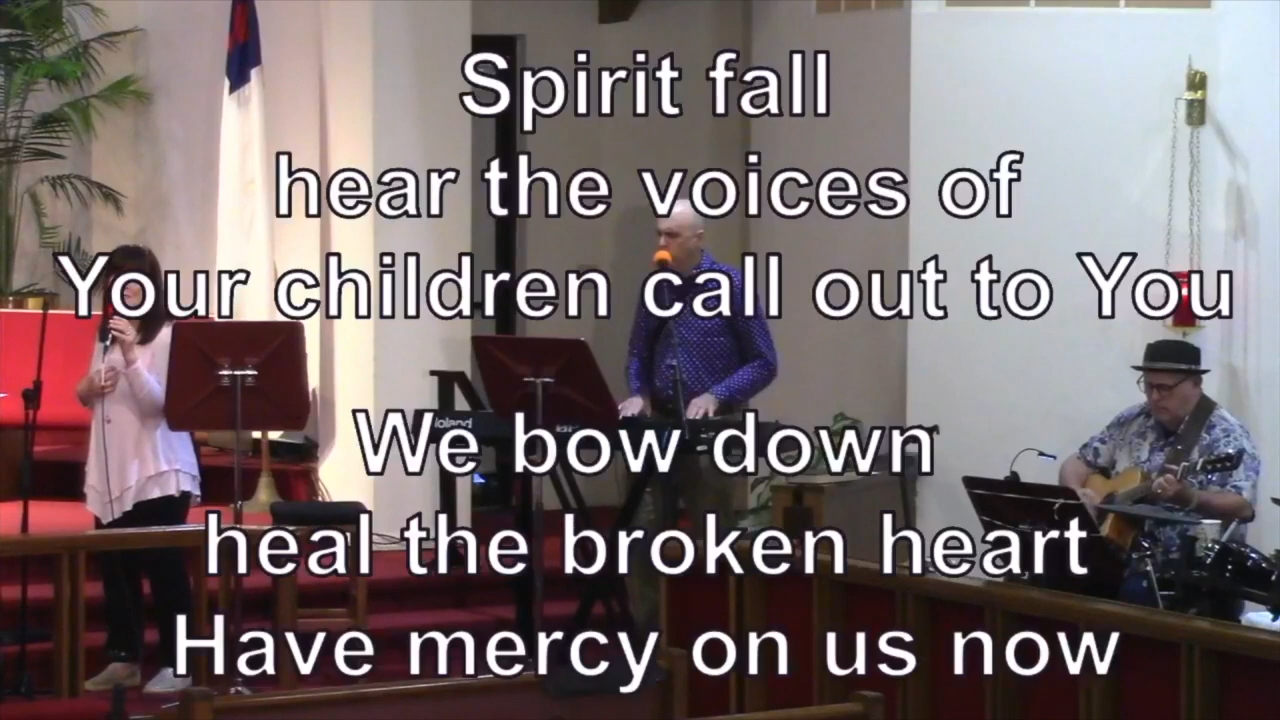 Spirit fall
hear the voices of
Your children call out to You
We bow down
heal the broken heart
Have mercy on us now
Roland